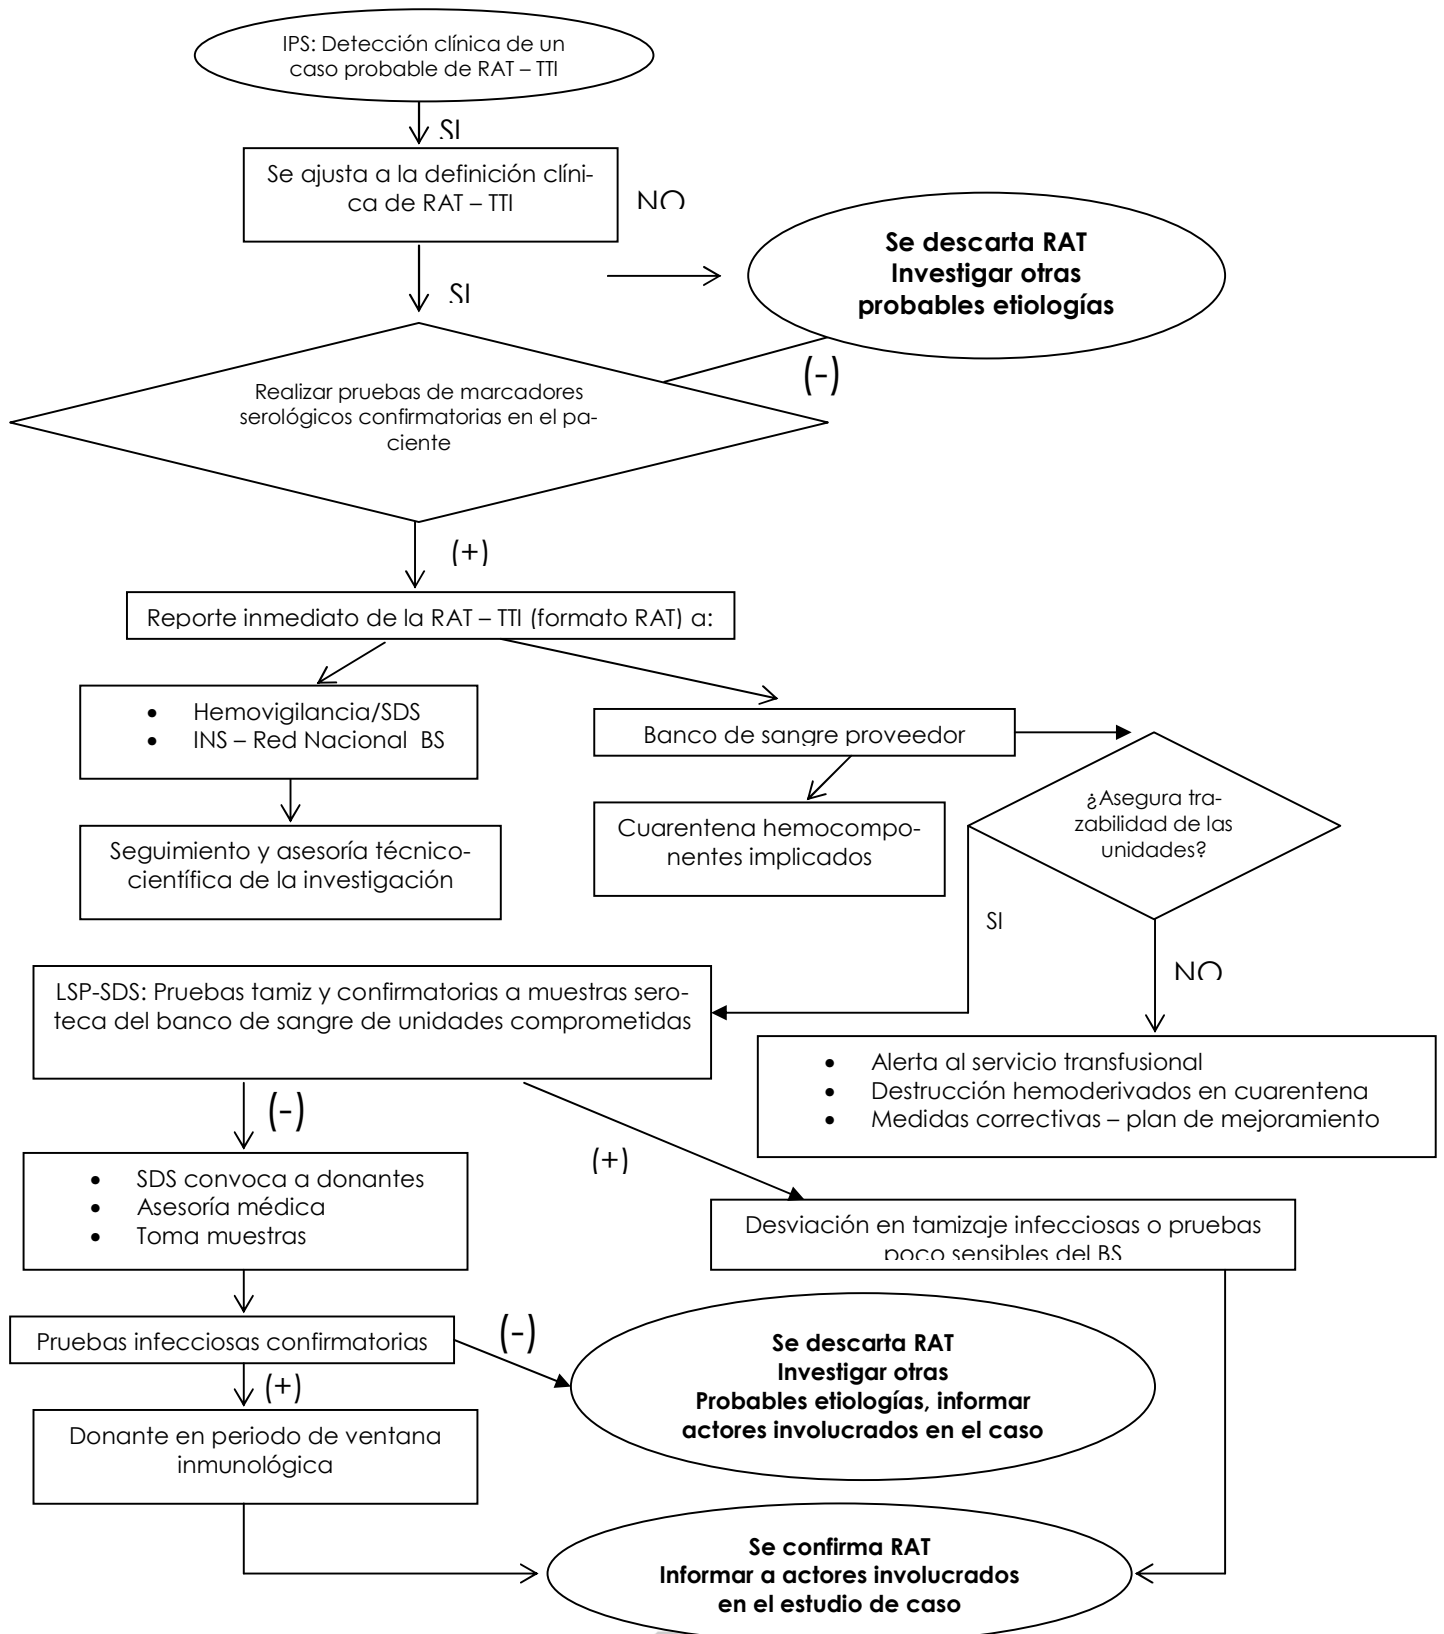 IPS: Detección clínica de un
caso probable de RAT – TTI
SI
Se ajusta a la definición clíni-
ca de RAT – TTI
NO
Se descarta RAT
Investigar otras
probables etiologías
SI
(-)
Realizar pruebas de marcadores
serológicos confirmatorias en el pa-
ciente
(+)
Reporte inmediato de la RAT – TTI (formato RAT) a:
• Hemovigilancia/SDS
• INS – Red Nacional BS
Banco de sangre proveedor
¿Asegura tra-
zabilidad de las
unidades?
Cuarentena hemocompo-
nentes implicados
Seguimiento y asesoría técnico-
científica de la investigación
SI
NO
LSP-SDS: Pruebas tamiz y confirmatorias a muestras sero-
teca del banco de sangre de unidades comprometidas
• Alerta al servicio transfusional
• Destrucción hemoderivados en cuarentena
• Medidas correctivas – plan de mejoramiento
(-)
(+)
• SDS convoca a donantes
• Asesoría médica
• Toma muestras
Desviación en tamizaje infecciosas o pruebas
poco sensibles del BS
Pruebas infecciosas confirmatorias
(-)
Se descarta RAT
Investigar otras
Probables etiologías, informar
actores involucrados en el caso
(+)
Donante en periodo de ventana
inmunológica
Se confirma RAT
Informar a actores involucrados
en el estudio de caso